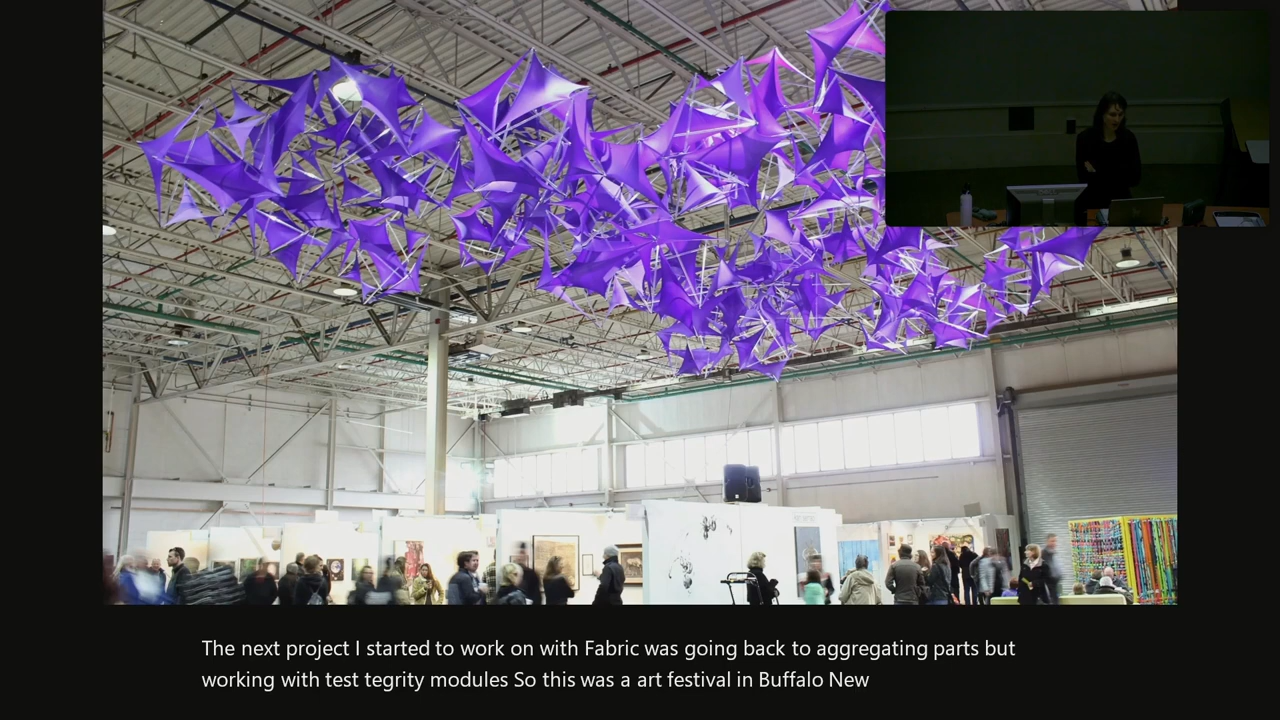 The next project I started to work on with Fabric was going back to aggregating parts but
working with test tegrity modules So this was a art festival in Buffalo New